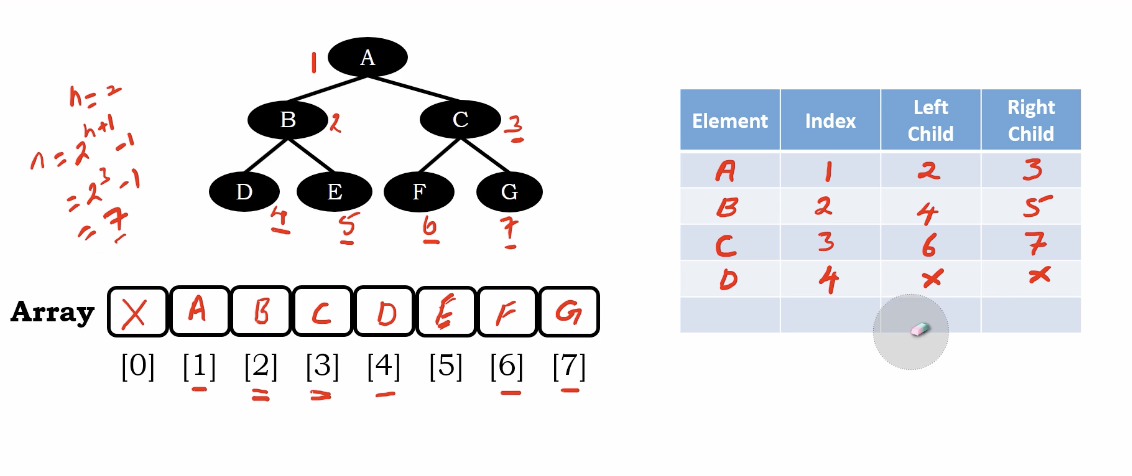 1 A
h = 2
B 2
C 3
n = 2^{h+1} - 1
= 2^3 - 1
= 7
D E F G
4 5 6 7
Element Index Left Child Right Child
A 1 2 3
B 2 4 5
C 3 6 7
D 4 × ×
Array X A B C D E F G
[0] [1] [2] [3] [4] [5] [6] [7]